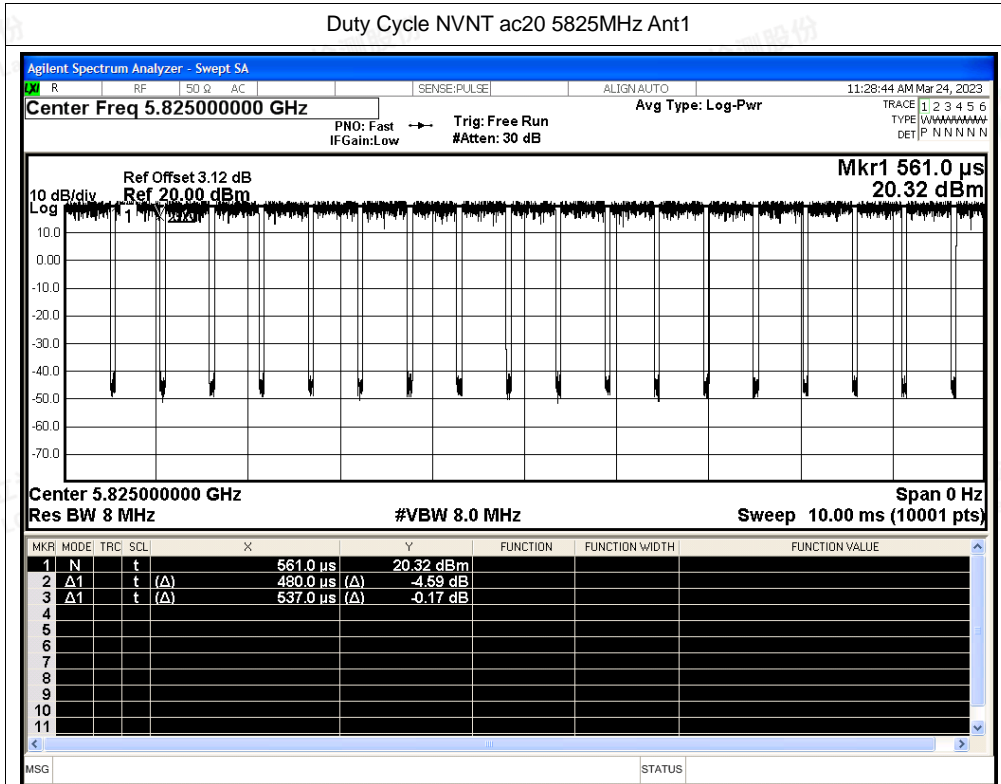 Duty Cycle NVNT ac20 5825MHz Ant1
Agilent Spectrum Analyzer - Swept SA
LXI R RF 50 Ω AC SENSE:PULSE ALIGN AUTO 11:28:44 AM Mar 24, 2023
Center Freq 5.825000000 GHz Avg Type: Log-Pwr TRACE 1 2 3 4 5 6
PNO: Fast Trig: Free Run TYPE W
IFGain:Low #Atten: 30 dB DET P N N N N N
Ref Offset 3.12 dB Mkr1 561.0 µs
10 dB/div Ref 20.00 dBm 20.32 dBm
Log
1
10.0
0.00
-10.0
-20.0
-30.0
-40.0
-50.0
-60.0
-70.0
Center 5.825000000 GHz Span 0 Hz
Res BW 8 MHz #VBW 8.0 MHz Sweep 10.00 ms (10001 pts)
MKR MODE TRC SCL X Y FUNCTION FUNCTION WIDTH FUNCTION VALUE
1 N t 561.0 µs 20.32 dBm
2 Δ1 t (Δ) 480.0 µs (Δ) -4.59 dB
3 Δ1 t (Δ) 537.0 µs (Δ) -0.17 dB
4
5
6
7
8
9
10
11
MSG STATUS